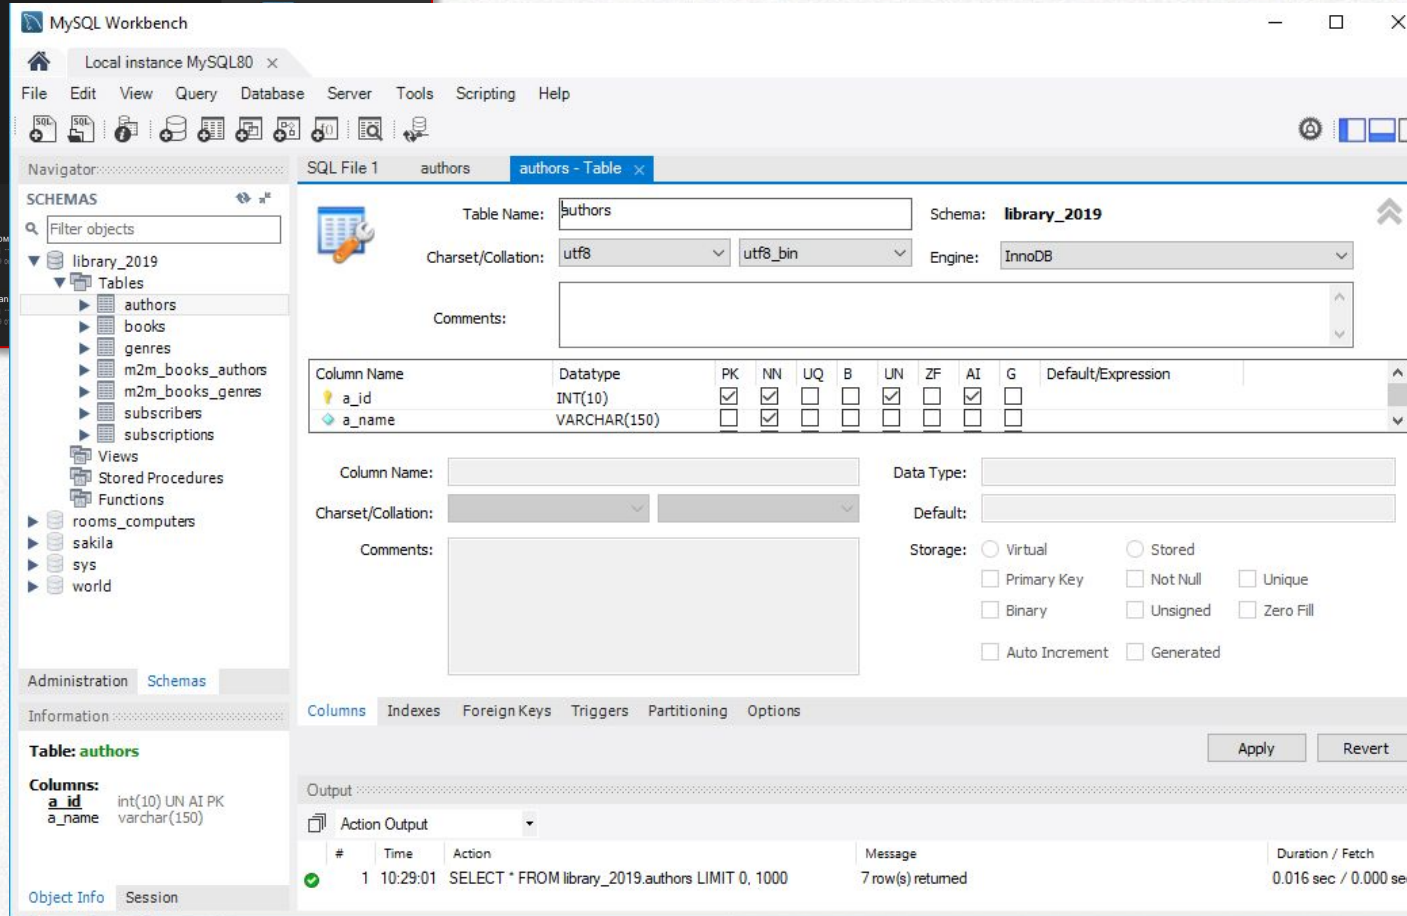 MySQL Workbench
Local instance MySQL80
File Edit View Query Database Server Tools Scripting Help
Navigator
SCHEMAS
Filter objects
library_2019
Tables
authors
books
genres
m2m_books_authors
m2m_books_genres
subscribers
subscriptions
Views
Stored Procedures
Functions
rooms_computers
sakila
sys
world
Administration Schemas
Information
Table: authors
Columns:
a_id int(10) UN AI PK
a_name varchar(150)
Object Info Session
SQL File 1 authors authors - Table
Table Name: authors Schema: library_2019
Charset/Collation: utf8 utf8_bin Engine: InnoDB
Comments:
Column Name Datatype PK NN UQ B UN ZF AI G Default/Expression
a_id INT(10)
a_name VARCHAR(150)
Column Name: Data Type:
Charset/Collation: Default:
Comments: Storage: Virtual Stored
Primary Key Not Null Unique
Binary Unsigned Zero Fill
Auto Increment Generated
Columns Indexes Foreign Keys Triggers Partitioning Options
Apply Revert
Output
Action Output
# Time Action Message Duration / Fetch
1 10:29:01 SELECT * FROM library_2019.authors LIMIT 0, 1000 7 row(s) returned 0.016 sec / 0.000 se